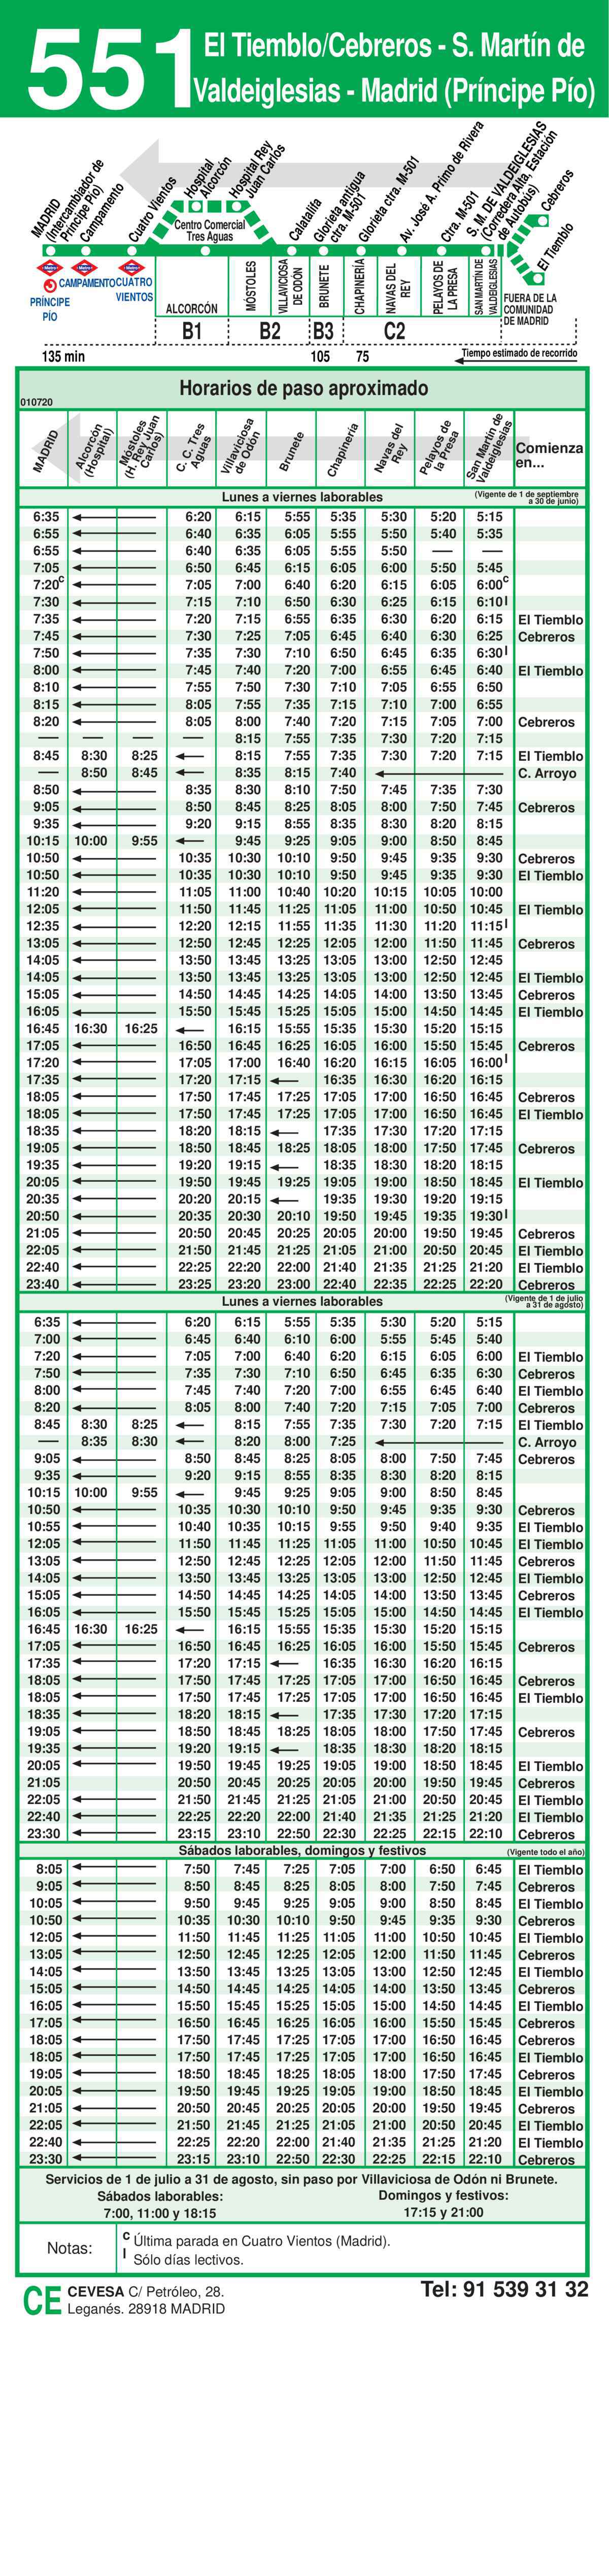 551 El Tiemblo/Cebreros - S. Martín de
Valdeiglesias - Madrid (Príncipe Pío)
MADRID
(Intercambiador de
Príncipe Pío)
Campamento
Cuatro Vientos
Hospital
Alcorcón
Hospital Rey
Juan Carlos
Centro Comercial
Tres Aguas
Calatalifa
Glorieta antigua
ctra. M-501
Glorieta ctra. M-501
Av. José A. Primo de Rivera
Ctra. M-501
S. M. DE VALDEIGLESIAS
(Corredera Alta, Estación
de Autobús)
Cebreros
El Tiemblo
Metro
Metro
Metro
PRÍNCIPE
PÍO
CAMPAMENTO
CUATRO
VIENTOS
ALCORCÓN
MÓSTOLES
VILLAVICIOSA
DE ODÓN
BRUNETE
CHAPINERÍA
NAVAS DEL
REY
PELAYOS DE
LA PRESA
SAN MARTÍN DE
VALDEIGLESIAS
FUERA DE LA
COMUNIDAD
DE MADRID
B1 B2 B3 C2
135 min 105 75 Tiempo estimado de recorrido
Horarios de paso aproximado
010720
MADRID
Alcorcón
(Hospital)
Móstoles
(H. Rey Juan
Carlos)
C. C. Tres
Aguas
Villaviciosa
de Odón
Brunete
Chapinería
Navas del
Rey
Pelayos de
la Presa
San Martín de
Valdeiglesias
Comienza
en...
Lunes a viernes laborables (Vigente de 1 de septiembre
a 30 de junio)
6:35 6:20 6:15 5:55 5:35 5:30 5:20 5:15
6:55 6:40 6:35 6:05 5:55 5:50 5:40 5:35
6:55 6:40 6:35 6:05 5:55 5:50 — —
7:05 6:50 6:45 6:15 6:05 6:00 5:50 5:45
7:20c 7:05 7:00 6:40 6:20 6:15 6:05 6:00c
7:30 7:15 7:10 6:50 6:30 6:25 6:15 6:10l
7:35 7:20 7:15 6:55 6:35 6:30 6:20 6:15 El Tiemblo
7:45 7:30 7:25 7:05 6:45 6:40 6:30 6:25 Cebreros
7:50 7:35 7:30 7:10 6:50 6:45 6:35 6:30l
8:00 7:45 7:40 7:20 7:00 6:55 6:45 6:40 El Tiemblo
8:10 7:55 7:50 7:30 7:10 7:05 6:55 6:50
8:15 8:05 7:55 7:35 7:15 7:10 7:00 6:55
8:20 8:05 8:00 7:40 7:20 7:15 7:05 7:00 Cebreros
— — — — 8:15 7:55 7:35 7:30 7:20 7:15
8:45 8:30 8:25 8:15 7:55 7:35 7:30 7:20 7:15 El Tiemblo
— 8:50 8:45 8:35 8:15 7:40 C. Arroyo
8:50 8:35 8:30 8:10 7:50 7:45 7:35 7:30
9:05 8:50 8:45 8:25 8:05 8:00 7:50 7:45 Cebreros
9:35 9:20 9:15 8:55 8:35 8:30 8:20 8:15
10:15 10:00 9:55 9:45 9:25 9:05 9:00 8:50 8:45
10:50 10:35 10:30 10:10 9:50 9:45 9:35 9:30 Cebreros
10:50 10:35 10:30 10:10 9:50 9:45 9:35 9:30 El Tiemblo
11:20 11:05 11:00 10:40 10:20 10:15 10:05 10:00
12:05 11:50 11:45 11:25 11:05 11:00 10:50 10:45 El Tiemblo
12:35 12:20 12:15 11:55 11:35 11:30 11:20 11:15l
13:05 12:50 12:45 12:25 12:05 12:00 11:50 11:45 Cebreros
14:05 13:50 13:45 13:25 13:05 13:00 12:50 12:45
14:05 13:50 13:45 13:25 13:05 13:00 12:50 12:45 El Tiemblo
15:05 14:50 14:45 14:25 14:05 14:00 13:50 13:45 Cebreros
16:05 15:50 15:45 15:25 15:05 15:00 14:50 14:45 El Tiemblo
16:45 16:30 16:25 16:15 15:55 15:35 15:30 15:20 15:15
17:05 16:50 16:45 16:25 16:05 16:00 15:50 15:45 Cebreros
17:20 17:05 17:00 16:40 16:20 16:15 16:05 16:00l
17:35 17:20 17:15 16:35 16:30 16:20 16:15
18:05 17:50 17:45 17:25 17:05 17:00 16:50 16:45 Cebreros
18:05 17:50 17:45 17:25 17:05 17:00 16:50 16:45 El Tiemblo
18:35 18:20 18:15 17:35 17:30 17:20 17:15
19:05 18:50 18:45 18:25 18:05 18:00 17:50 17:45 Cebreros
19:35 19:20 19:15 18:35 18:30 18:20 18:15
20:05 19:50 19:45 19:25 19:05 19:00 18:50 18:45 El Tiemblo
20:35 20:20 20:15 19:35 19:30 19:20 19:15
20:50 20:35 20:30 20:10 19:50 19:45 19:35 19:30l
21:05 20:50 20:45 20:25 20:05 20:00 19:50 19:45 Cebreros
22:05 21:50 21:45 21:25 21:05 21:00 20:50 20:45 El Tiemblo
22:40 22:25 22:20 22:00 21:40 21:35 21:25 21:20 El Tiemblo
23:40 23:25 23:20 23:00 22:40 22:35 22:25 22:20 Cebreros
Lunes a viernes laborables (Vigente de 1 de julio
a 31 de agosto)
6:35 6:20 6:15 5:55 5:35 5:30 5:20 5:15
7:00 6:45 6:40 6:10 6:00 5:55 5:45 5:40
7:20 7:05 7:00 6:40 6:20 6:15 6:05 6:00 El Tiemblo
7:50 7:35 7:30 7:10 6:50 6:45 6:35 6:30 Cebreros
8:00 7:45 7:40 7:20 7:00 6:55 6:45 6:40 El Tiemblo
8:20 8:05 8:00 7:40 7:20 7:15 7:05 7:00 Cebreros
8:45 8:30 8:25 8:15 7:55 7:35 7:30 7:20 7:15 El Tiemblo
— 8:35 8:30 8:20 8:00 7:25 C. Arroyo
9:05 8:50 8:45 8:25 8:05 8:00 7:50 7:45 Cebreros
9:35 9:20 9:15 8:55 8:35 8:30 8:20 8:15
10:15 10:00 9:55 9:45 9:25 9:05 9:00 8:50 8:45
10:50 10:35 10:30 10:10 9:50 9:45 9:35 9:30 Cebreros
10:55 10:40 10:35 10:15 9:55 9:50 9:40 9:35 El Tiemblo
12:05 11:50 11:45 11:25 11:05 11:00 10:50 10:45 El Tiemblo
13:05 12:50 12:45 12:25 12:05 12:00 11:50 11:45 Cebreros
14:05 13:50 13:45 13:25 13:05 13:00 12:50 12:45 El Tiemblo
15:05 14:50 14:45 14:25 14:05 14:00 13:50 13:45 Cebreros
16:05 15:50 15:45 15:25 15:05 15:00 14:50 14:45 El Tiemblo
16:45 16:30 16:25 16:15 15:55 15:35 15:30 15:20 15:15
17:05 16:50 16:45 16:25 16:05 16:00 15:50 15:45 Cebreros
17:35 17:20 17:15 16:35 16:30 16:20 16:15
18:05 17:50 17:45 17:25 17:05 17:00 16:50 16:45 Cebreros
18:05 17:50 17:45 17:25 17:05 17:00 16:50 16:45 El Tiemblo
18:35 18:20 18:15 17:35 17:30 17:20 17:15
19:05 18:50 18:45 18:25 18:05 18:00 17:50 17:45 Cebreros
19:35 19:20 19:15 18:35 18:30 18:20 18:15
20:05 19:50 19:45 19:25 19:05 19:00 18:50 18:45 El Tiemblo
21:05 20:50 20:45 20:25 20:05 20:00 19:50 19:45 Cebreros
22:05 21:50 21:45 21:25 21:05 21:00 20:50 20:45 El Tiemblo
22:40 22:25 22:20 22:00 21:40 21:35 21:25 21:20 El Tiemblo
23:30 23:15 23:10 22:50 22:30 22:25 22:15 22:10 Cebreros
Sábados laborables, domingos y festivos (Vigente todo el año)
8:05 7:50 7:45 7:25 7:05 7:00 6:50 6:45 El Tiemblo
9:05 8:50 8:45 8:25 8:05 8:00 7:50 7:45 Cebreros
10:05 9:50 9:45 9:25 9:05 9:00 8:50 8:45 El Tiemblo
10:50 10:35 10:30 10:10 9:50 9:45 9:35 9:30 Cebreros
12:05 11:50 11:45 11:25 11:05 11:00 10:50 10:45 El Tiemblo
13:05 12:50 12:45 12:25 12:05 12:00 11:50 11:45 Cebreros
14:05 13:50 13:45 13:25 13:05 13:00 12:50 12:45 El Tiemblo
15:05 14:50 14:45 14:25 14:05 14:00 13:50 13:45 Cebreros
16:05 15:50 15:45 15:25 15:05 15:00 14:50 14:45 El Tiemblo
17:05 16:50 16:45 16:25 16:05 16:00 15:50 15:45 Cebreros
18:05 17:50 17:45 17:25 17:05 17:00 16:50 16:45 Cebreros
18:05 17:50 17:45 17:25 17:05 17:00 16:50 16:45 El Tiemblo
19:05 18:50 18:45 18:25 18:05 18:00 17:50 17:45 Cebreros
20:05 19:50 19:45 19:25 19:05 19:00 18:50 18:45 El Tiemblo
21:05 20:50 20:45 20:25 20:05 20:00 19:50 19:45 Cebreros
22:05 21:50 21:45 21:25 21:05 21:00 20:50 20:45 El Tiemblo
22:40 22:25 22:20 22:00 21:40 21:35 21:25 21:20 El Tiemblo
23:30 23:15 23:10 22:50 22:30 22:25 22:15 22:10 Cebreros
Servicios de 1 de julio a 31 de agosto, sin paso por Villaviciosa de Odón ni Brunete.
Sábados laborables: Domingos y festivos:
7:00, 11:00 y 18:15 17:15 y 21:00
Notas:
c Última parada en Cuatro Vientos (Madrid).
l Sólo días lectivos.
CE CEVESA C/ Petróleo, 28.
Leganés. 28918 MADRID
Tel: 91 539 31 32